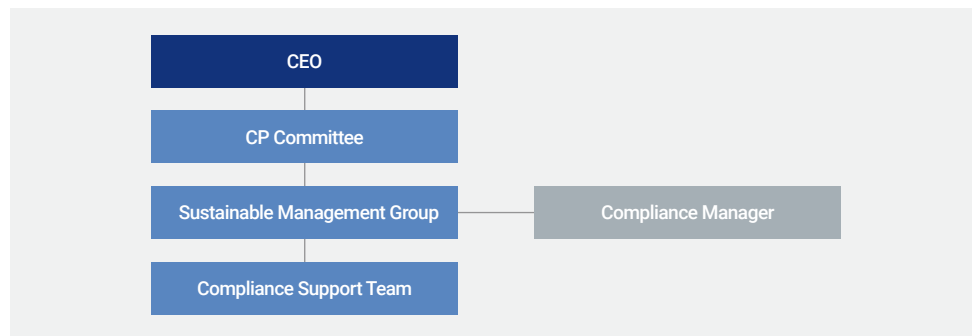 CEO
CP Committee
Sustainable Management Group
Compliance Manager
Compliance Support Team